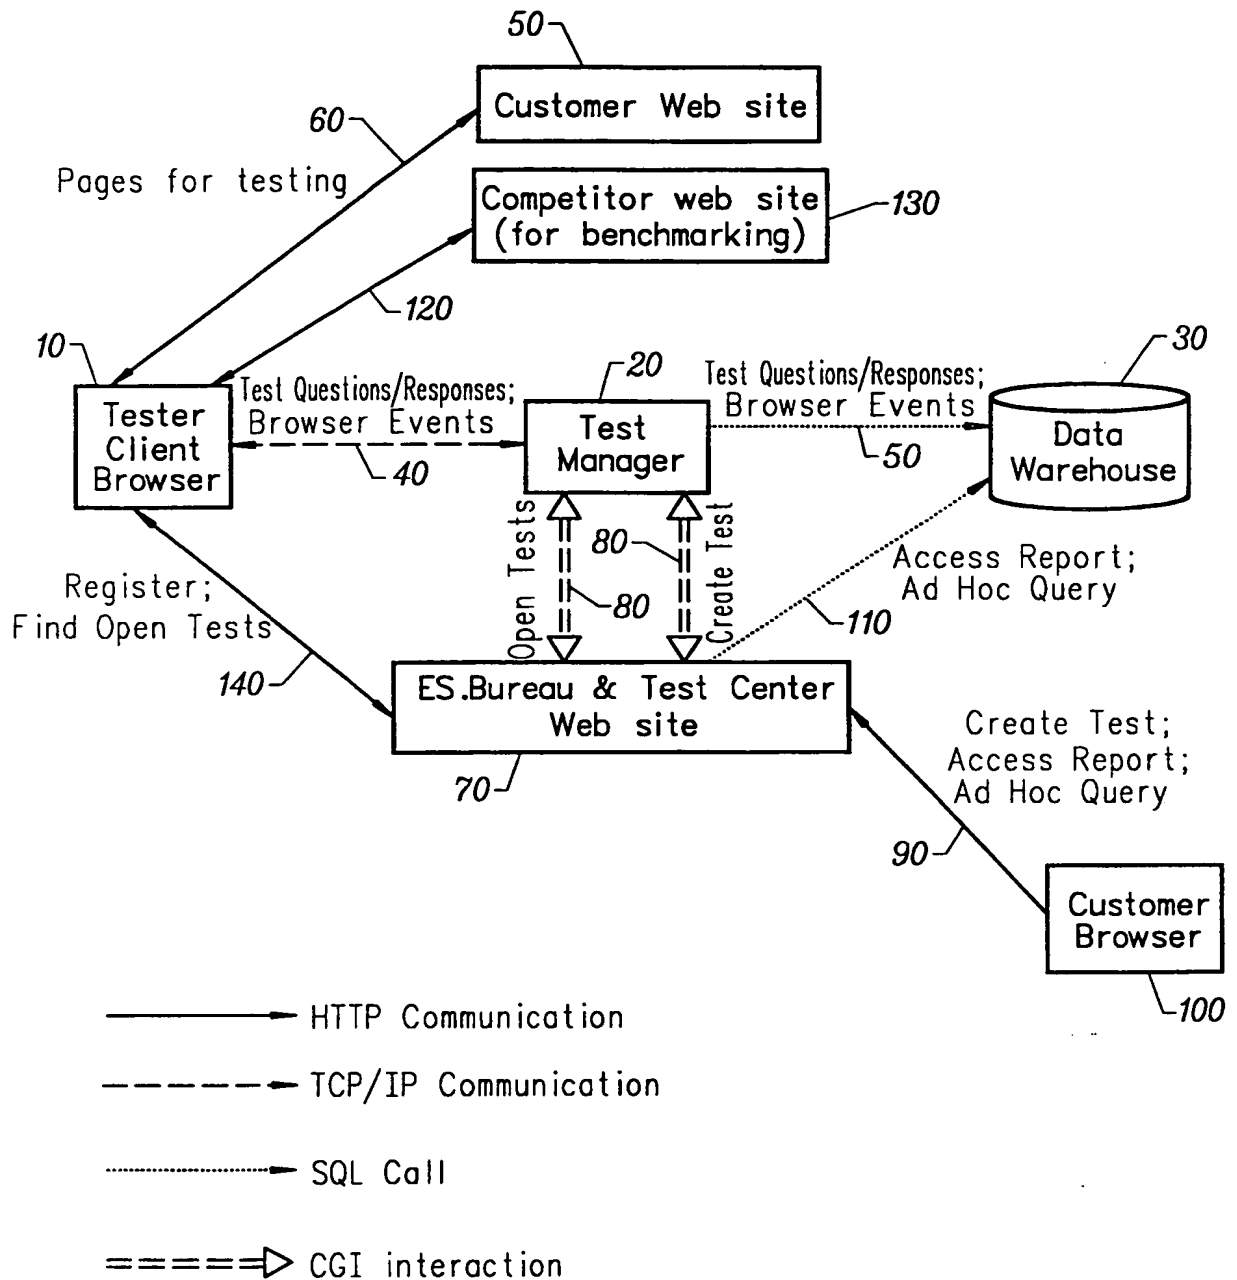 50
Customer Web site
60
Pages for testing
Competitor web site
(for benchmarking)
130
120
10
Tester
Client
Browser
Test Questions/Responses;
Browser Events
40
20
Test
Manager
Test Questions/Responses;
Browser Events
50
30
Data
Warehouse
Open Tests
80
80
Create Test
Access Report;
Ad Hoc Query
110
Register;
Find Open Tests
140
ES.Bureau & Test Center
Web site
70
Create Test;
Access Report;
Ad Hoc Query
90
Customer
Browser
100
HTTP Communication
TCP/IP Communication
SQL Call
CGI interaction